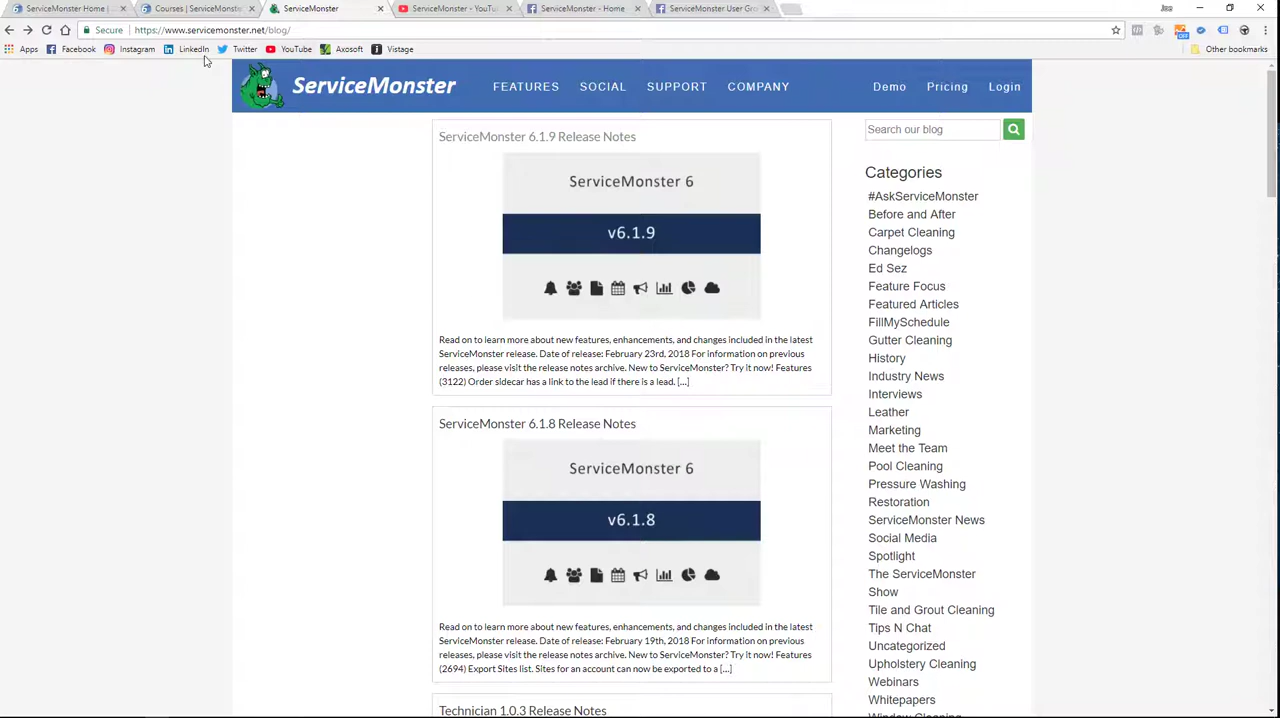 ServiceMonster Home |
Courses | ServiceMonste
ServiceMonster
ServiceMonster - YouTu
ServiceMonster - Home
ServiceMonster User Gro
Secure
https://www.servicemonster.net/blog/
Apps
Facebook
Instagram
LinkedIn
Twitter
YouTube
Axosoft
Vistage
Other bookmarks
ServiceMonster
FEATURES
SOCIAL
SUPPORT
COMPANY
Demo
Pricing
Login
ServiceMonster 6.1.9 Release Notes
ServiceMonster 6
v6.1.9
Read on to learn more about new features, enhancements, and changes included in the latest
ServiceMonster release. Date of release: February 23rd, 2018 For information on previous
releases, please visit the release notes archive. New to ServiceMonster? Try it now! Features
(3122) Order sidecar has a link to the lead if there is a lead. [...]
ServiceMonster 6.1.8 Release Notes
ServiceMonster 6
v6.1.8
Read on to learn more about new features, enhancements, and changes included in the latest
ServiceMonster release. Date of release: February 19th, 2018 For information on previous
releases, please visit the release notes archive. New to ServiceMonster? Try it now! Features
(2694) Export Sites list. Sites for an account can now be exported to a [...]
Technician 1.0.3 Release Notes
Search our blog
Categories
#AskServiceMonster
Before and After
Carpet Cleaning
Changelogs
Ed Sez
Feature Focus
Featured Articles
FillMySchedule
Gutter Cleaning
History
Industry News
Interviews
Leather
Marketing
Meet the Team
Pool Cleaning
Pressure Washing
Restoration
ServiceMonster News
Social Media
Spotlight
The ServiceMonster
Show
Tile and Grout Cleaning
Tips N Chat
Uncategorized
Upholstery Cleaning
Webinars
Whitepapers
Window Cleaning